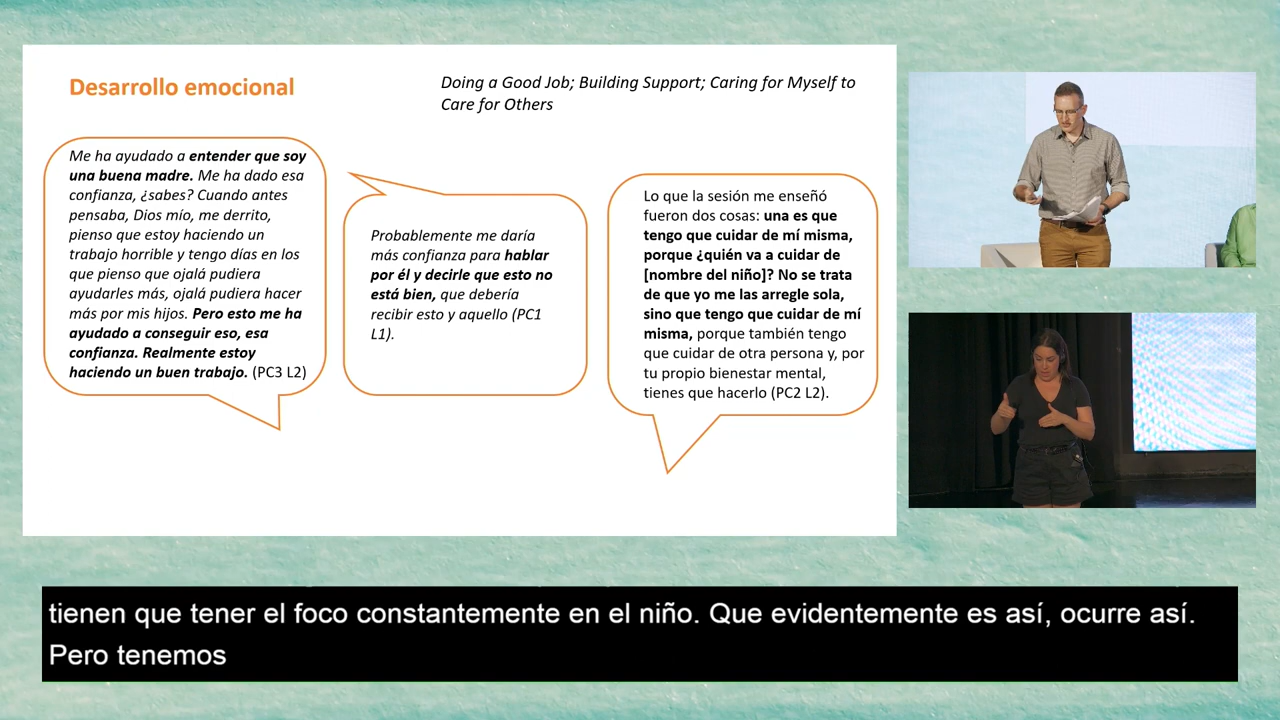 Desarrollo emocional
Doing a Good Job; Building Support; Caring for Myself to
Care for Others
Me ha ayudado a entender que soy
una buena madre. Me ha dado esa
confianza, ¿sabes? Cuando antes
pensaba, Dios mío, me derrito,
pienso que estoy haciendo un
trabajo horrible y tengo días en los
que pienso que ojalá pudiera
ayudarles más, ojalá pudiera hacer
más por mis hijos. Pero esto me ha
ayudado a conseguir eso, esa
confianza. Realmente estoy
haciendo un buen trabajo. (PC3 L2)
Probablemente me daría
más confianza para hablar
por él y decirle que esto no
está bien, que debería
recibir esto y aquello (PC1
L1).
Lo que la sesión me enseñó
fueron dos cosas: una es que
tengo que cuidar de mí misma,
porque ¿quién va a cuidar de
[nombre del niño]? No se trata
de que yo me las arregle sola,
sino que tengo que cuidar de mí
misma, porque también tengo
que cuidar de otra persona y, por
tu propio bienestar mental,
tienes que hacerlo (PC2 L2).
tienen que tener el foco constantemente en el niño. Que evidentemente es así, ocurre así.
Pero tenemos